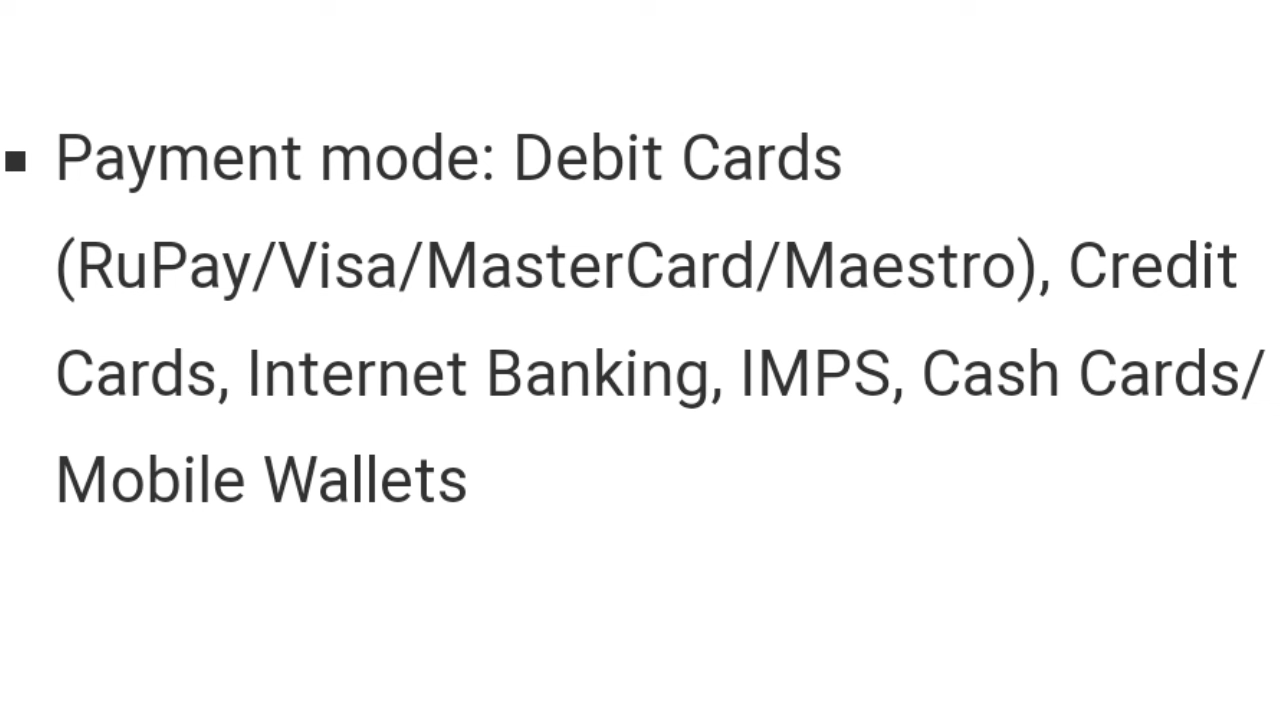 ▪ Payment mode: Debit Cards
(RuPay/Visa/MasterCard/Maestro), Credit
Cards, Internet Banking, IMPS, Cash Cards/
Mobile Wallets